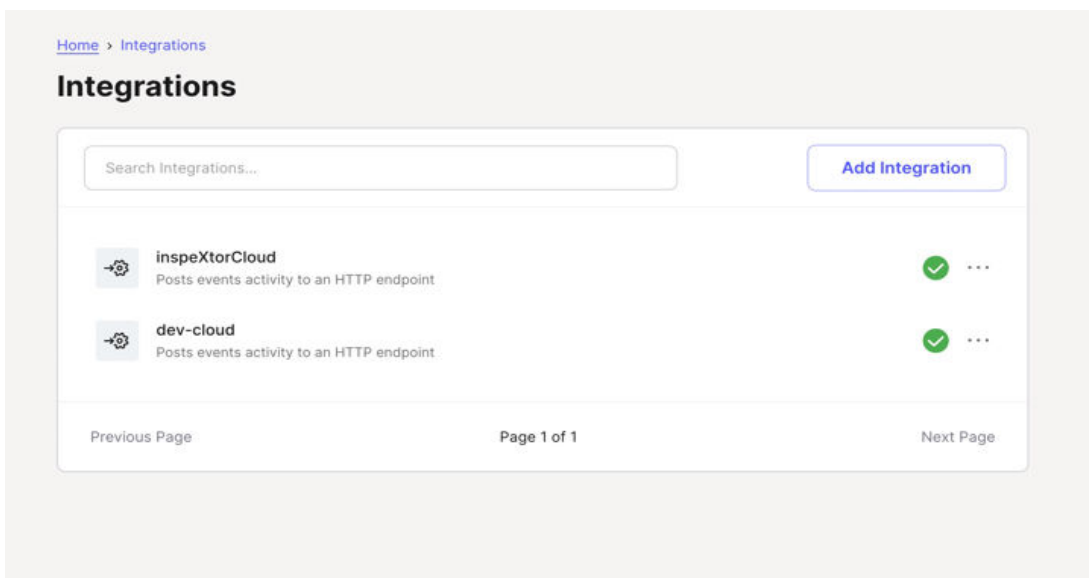 Home › Integrations
Integrations
Search Integrations...
Add Integration
inspeXtorCloud
Posts events activity to an HTTP endpoint
dev-cloud
Posts events activity to an HTTP endpoint
Previous Page
Page 1 of 1
Next Page